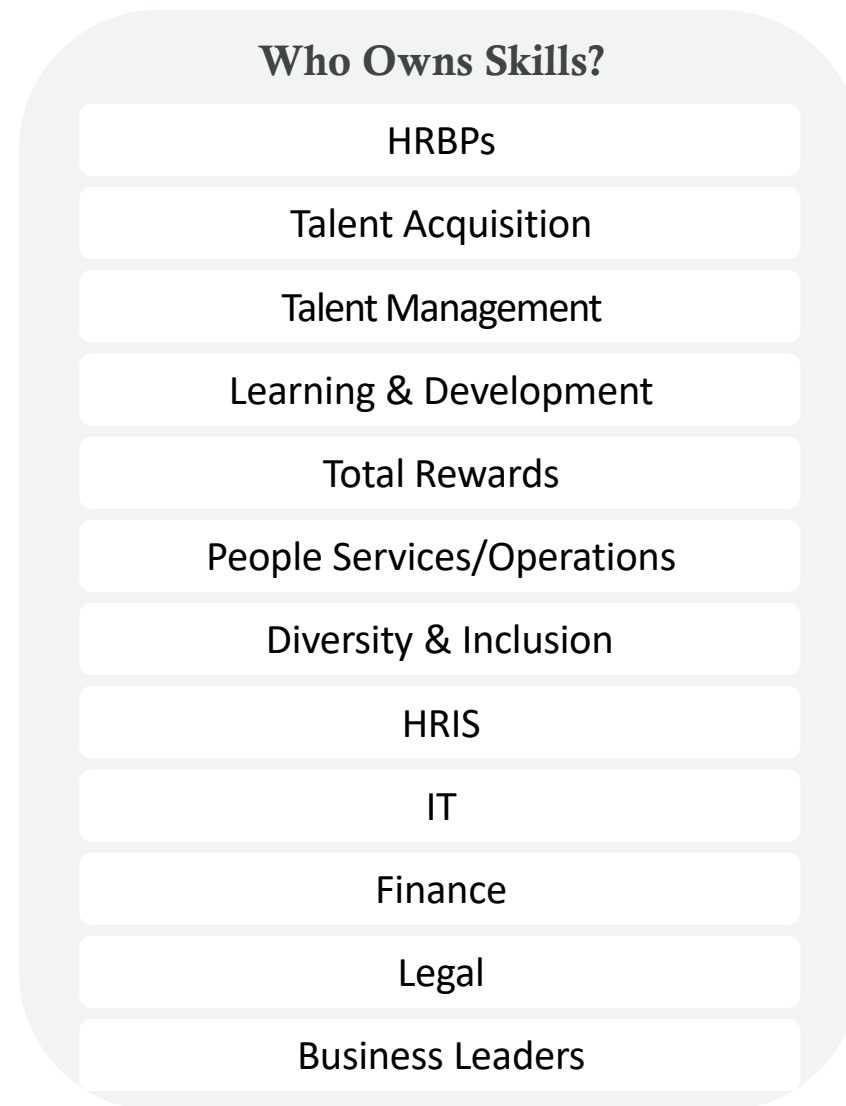 Who Owns Skills?
HRBPs
Talent Acquisition
Talent Management
Learning & Development
Total Rewards
People Services/Operations
Diversity & Inclusion
HRIS
IT
Finance
Legal
Business Leaders